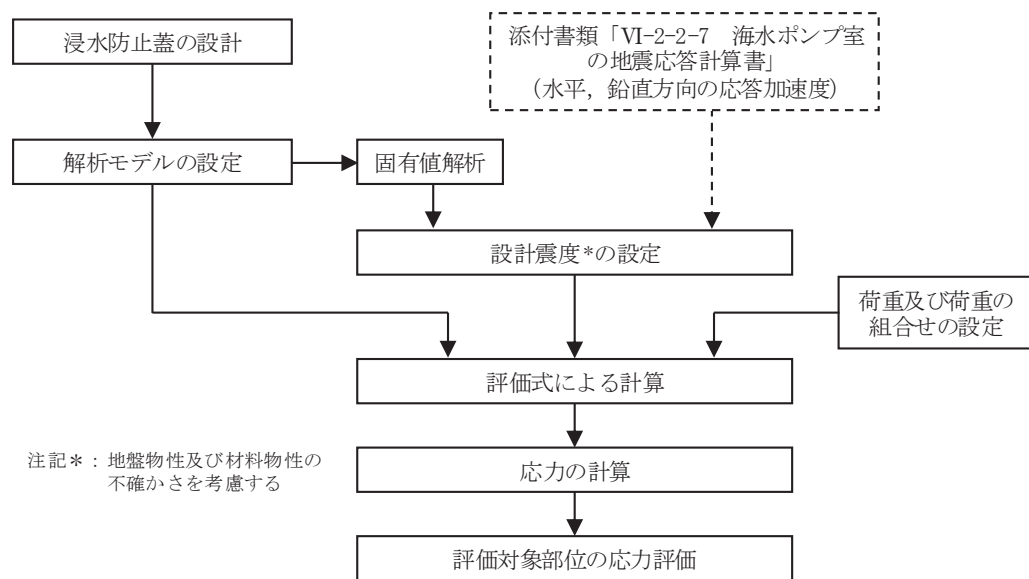 浸水防止蓋の設計
添付書類「Ⅵ-2-2-7 海水ポンプ室
の地震応答計算書」
(水平,鉛直方向の応答加速度)
解析モデルの設定
固有値解析
設計震度*の設定
荷重及び荷重の
組合せの設定
評価式による計算
注記*:地盤物性及び材料物性の
不確かさを考慮する
応力の計算
評価対象部位の応力評価